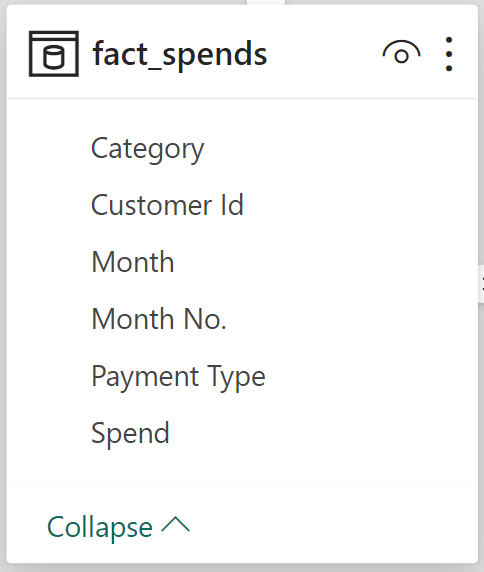 fact_spends
Category
Customer Id
Month
Month No.
Payment Type
Spend
Collapse